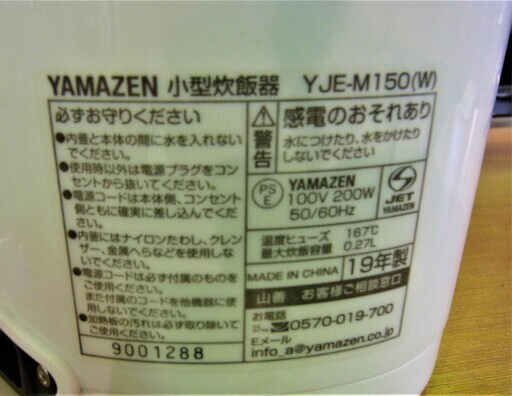 YAMAZEN 小型炊飯器 YJE-M150(W)
必ずお守りください
●内蓋と本体の間に水を入れない
でください。
●使用時以外は電源プラグをコン
セントから抜いてください。
●電源コードは本体側、コンセント
側ともに確実に差し込んでくだ
さい。
●内蓋にはナイロンたわし、クレン
ザー、金属へらなどを使用しな
いでください。
●電源コードは必ず付属のものを
ご使用ください。
また付属のコードを他機器に使
用しないでください。
●加熱板の汚れは必ず取り除いて
ご使用ください。
9001288
警告
感電のおそれあり
水につけたり、水をかけたり
しないでください
PS
E
YAMAZEN
100V 200W
50/60Hz
JET
YAMAZEN
温度ヒューズ 167℃
最大炊飯容量 0.27L
MADE IN CHINA 19年製
山善 お客様ご相談窓口
お電話
0570-019-700
Eメール
info_a@yamazen.co.jp